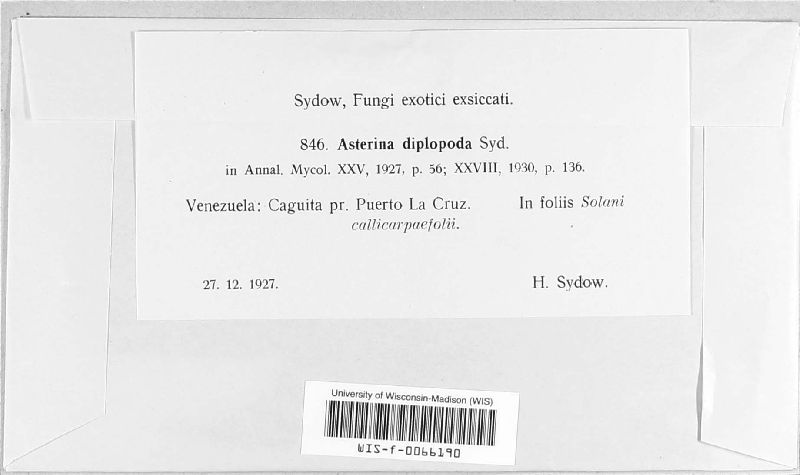 Sydow, Fungi exotici exsiccati.
846. Asterina diplopoda Syd.
in Annal. Mycol. XXV, 1927, p. 56; XXVIII, 1930, p. 136.
Venezuela: Caguita pr. Puerto La Cruz. In foliis Solani
callicarpaefolii.
27. 12. 1927. H. Sydow.
University of Wisconsin-Madison (WIS)
WIS-f-0066190